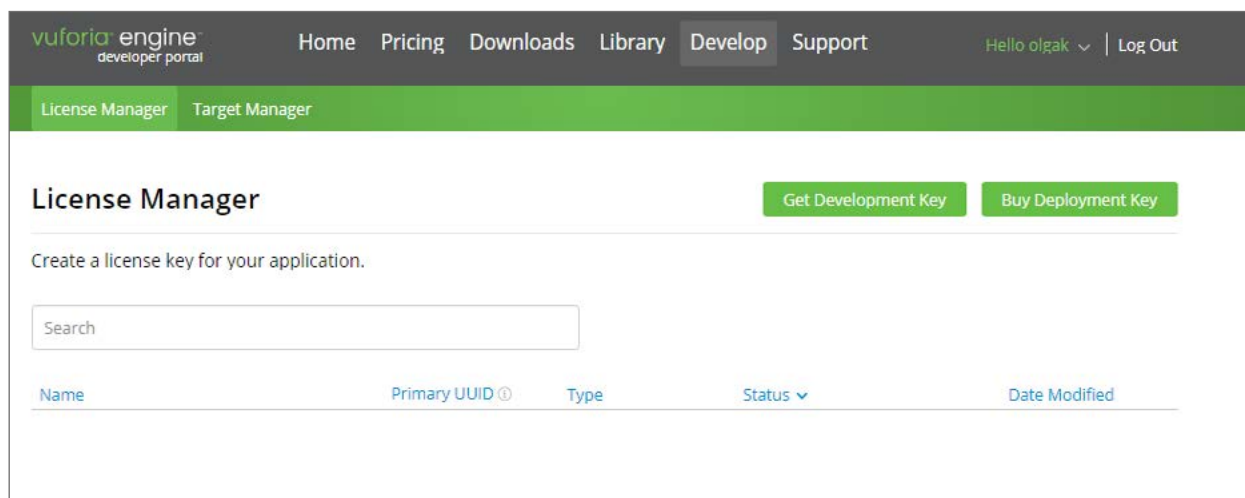 vuforia engine
developer portal
Home Pricing Downloads Library Develop Support Hello olgak | Log Out
License Manager Target Manager
License Manager Get Development Key Buy Deployment Key
Create a license key for your application.
Search
Name Primary UUID Type Status Date Modified